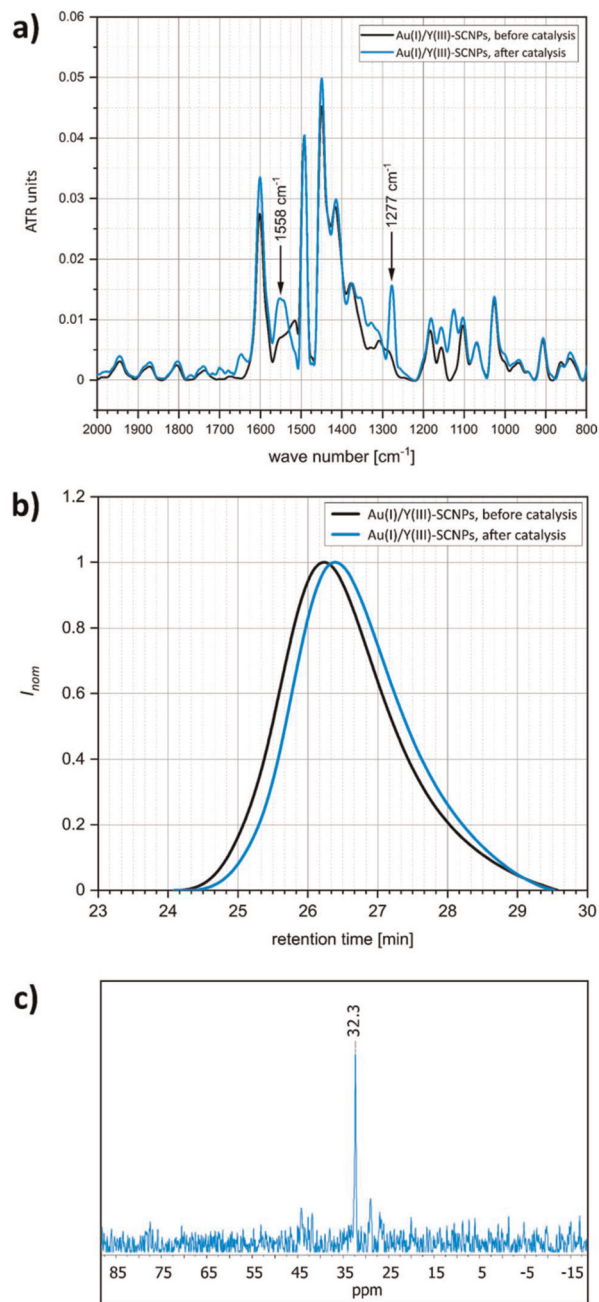 a)
0.06
0.05
0.04
0.03
0.02
0.01
0
ATR units
Au(I)/Y(III)-SCNPs, before catalysis
Au(I)/Y(III)-SCNPs, after catalysis
1558 cm-1
1277 cm-1
2000 1900 1800 1700 1600 1500 1400 1300 1200 1100 1000 900 800
wave number [cm-1]
b)
1.2
1
0.8
0.6
0.4
0.2
0
Inom
Au(I)/Y(III)-SCNPs, before catalysis
Au(I)/Y(III)-SCNPs, after catalysis
23 24 25 26 27 28 29 30
retention time [min]
c)
32.3
85 75 65 55 45 35 25 15 5 -5 -15
ppm